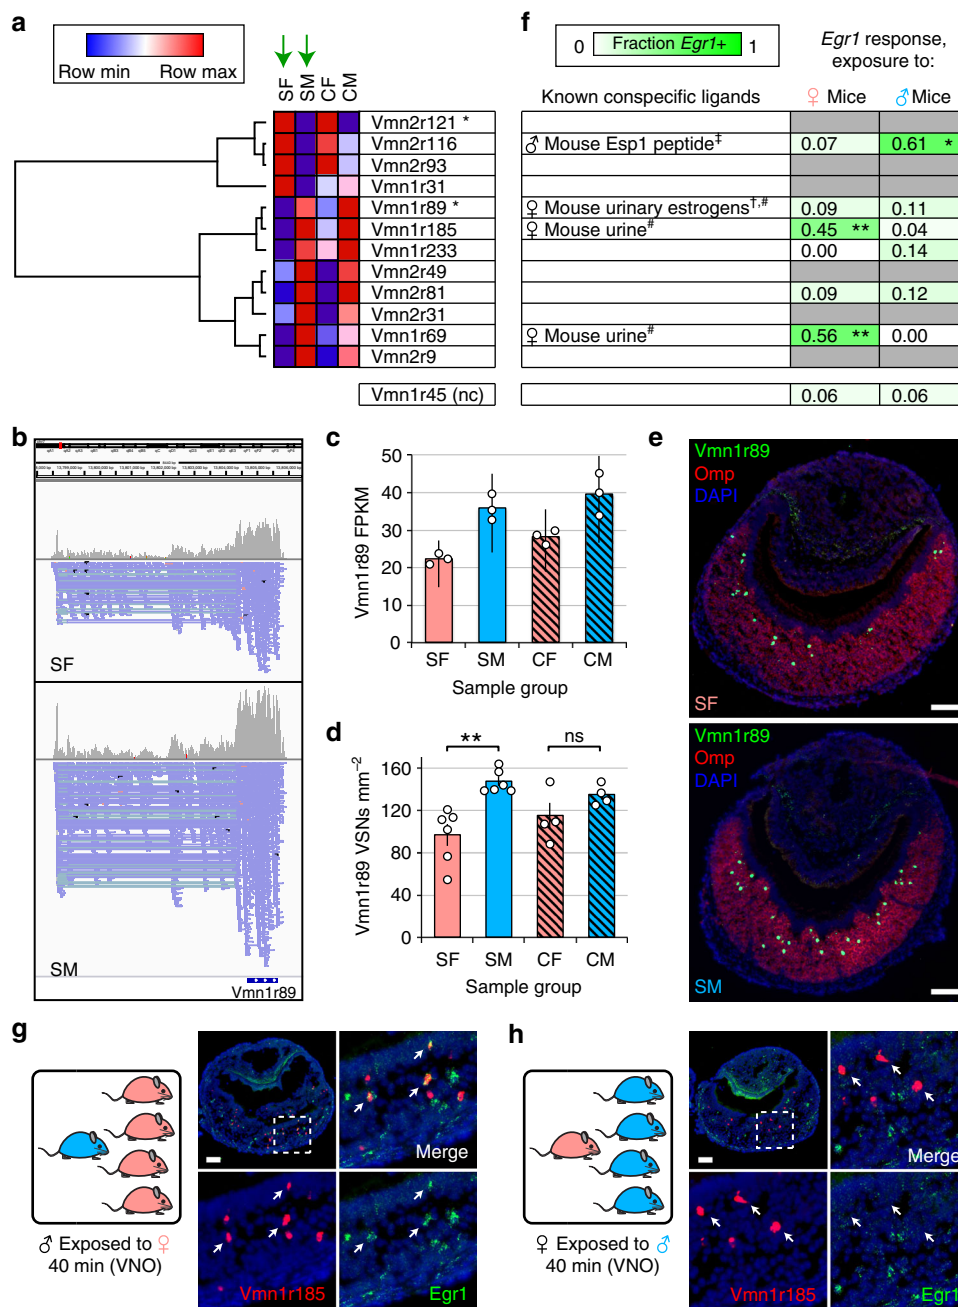 a
Row min Row max
SF SM CF CM
Vmn2r121 *
Vmn2r116
Vmn2r93
Vmn1r31
Vmn1r89 *
Vmn1r185
Vmn1r233
Vmn2r49
Vmn2r81
Vmn2r31
Vmn1r69
Vmn2r9
Vmn1r45 (nc)
f
0 Fraction Egr1+ 1
Egr1 response,
exposure to:
Known conspecific ligands ♀ Mice ♂ Mice
♂ Mouse Esp1 peptide‡ 0.07 0.61 *
♀ Mouse urinary estrogens†,# 0.09 0.11
♀ Mouse urine# 0.45 ** 0.04
0.00 0.14
0.09 0.12
♀ Mouse urine# 0.56 ** 0.00
0.06 0.06
b
SF
SM
Vmn1r89
c
Vmn1r89 FPKM
50
40
30
20
10
0
SF SM CF CM
Sample group
d
Vmn1r89 VSNs mm−2
** ns
160
120
80
40
0
SF SM CF CM
Sample group
e
Vmn1r89
Omp
DAPI
SF
Vmn1r89
Omp
DAPI
SM
g
♂ Exposed to ♀
40 min (VNO)
Merge
Vmn1r185
Egr1
h
♀ Exposed to ♂
40 min (VNO)
Merge
Vmn1r185
Egr1